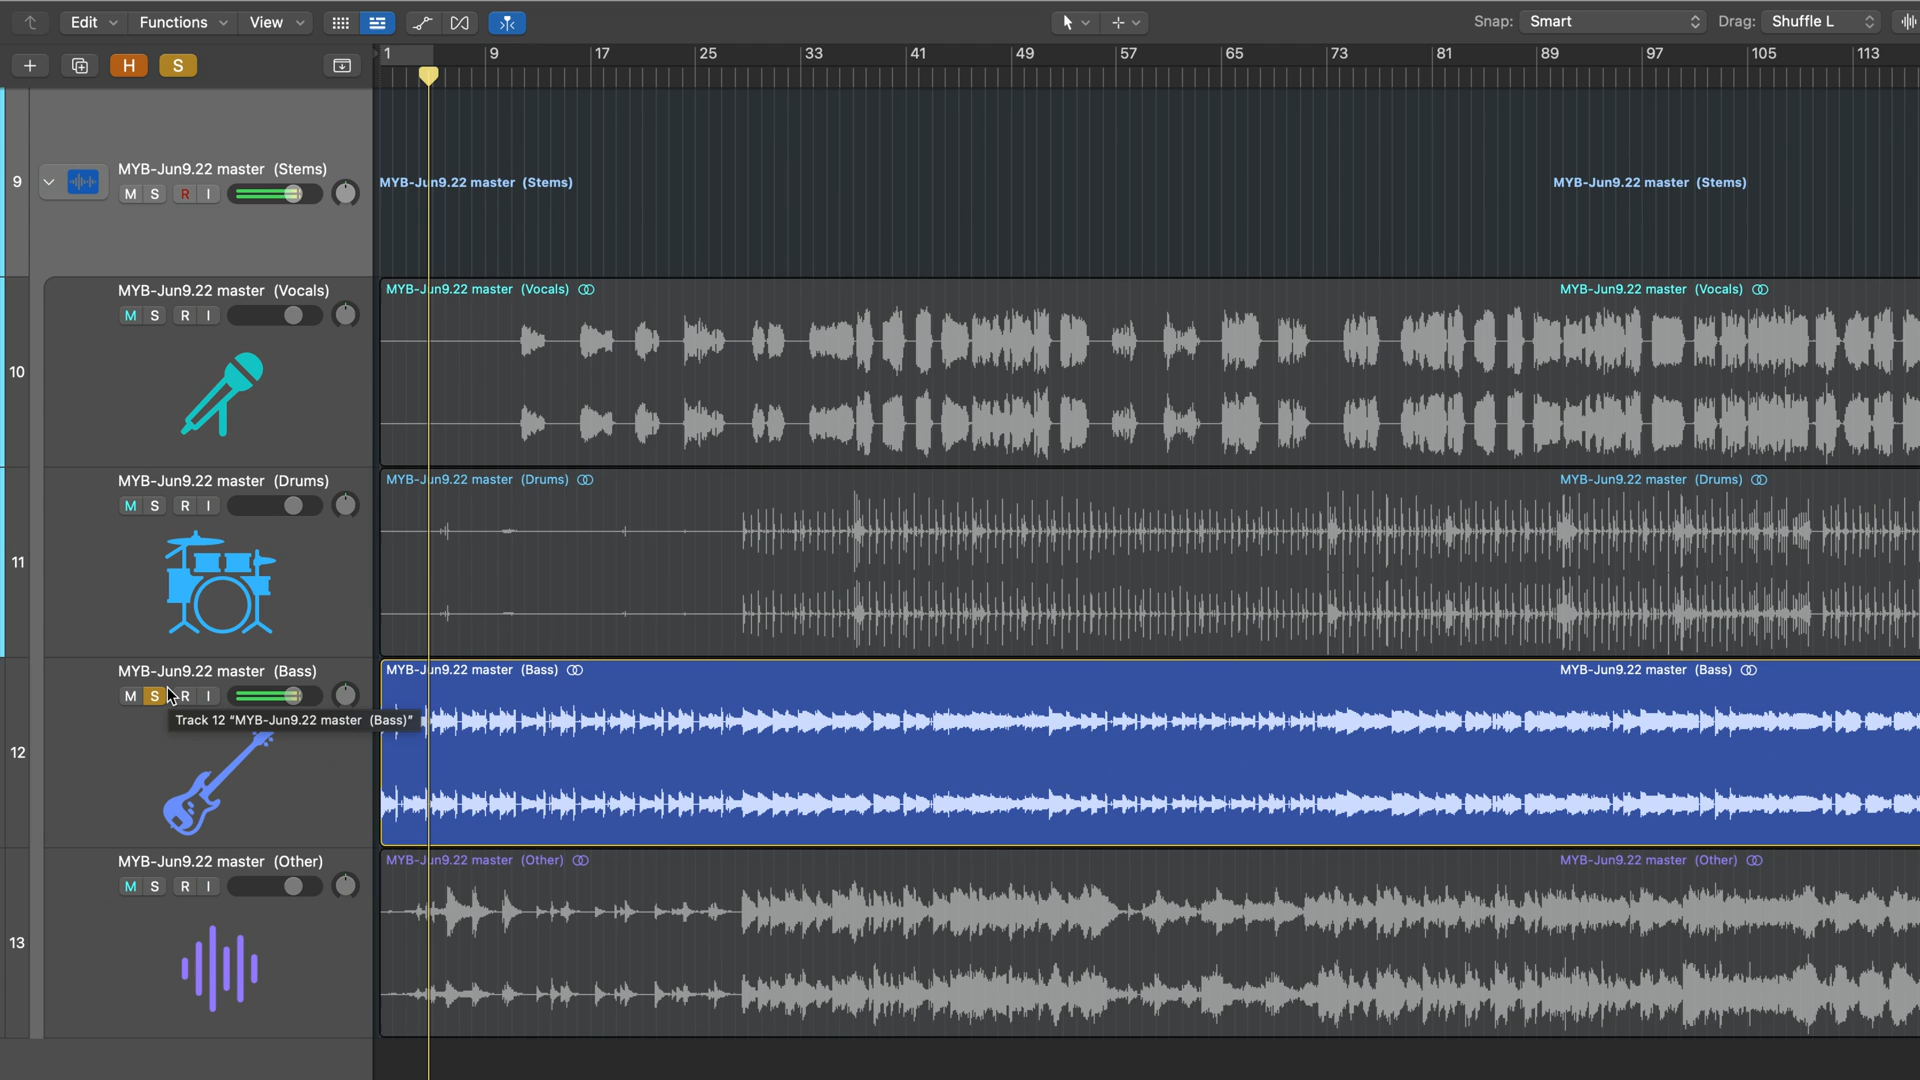 Edit Functions View Snap: Smart Drag: Shuffle L
H S
1 9 17 25 33 41 49 57 65 73 81 89 97 105 113
9
MYB-Jun9.22 master (Stems)
M S R I
MYB-Jun9.22 master (Stems) MYB-Jun9.22 master (Stems)
10
MYB-Jun9.22 master (Vocals)
M S R I
MYB-Jun9.22 master (Vocals) MYB-Jun9.22 master (Vocals)
11
MYB-Jun9.22 master (Drums)
M S R I
MYB-Jun9.22 master (Drums) MYB-Jun9.22 master (Drums)
12
MYB-Jun9.22 master (Bass)
M S R I
Track 12 “MYB-Jun9.22 master (Bass)”
MYB-Jun9.22 master (Bass) MYB-Jun9.22 master (Bass)
13
MYB-Jun9.22 master (Other)
M S R I
MYB-Jun9.22 master (Other) MYB-Jun9.22 master (Other)